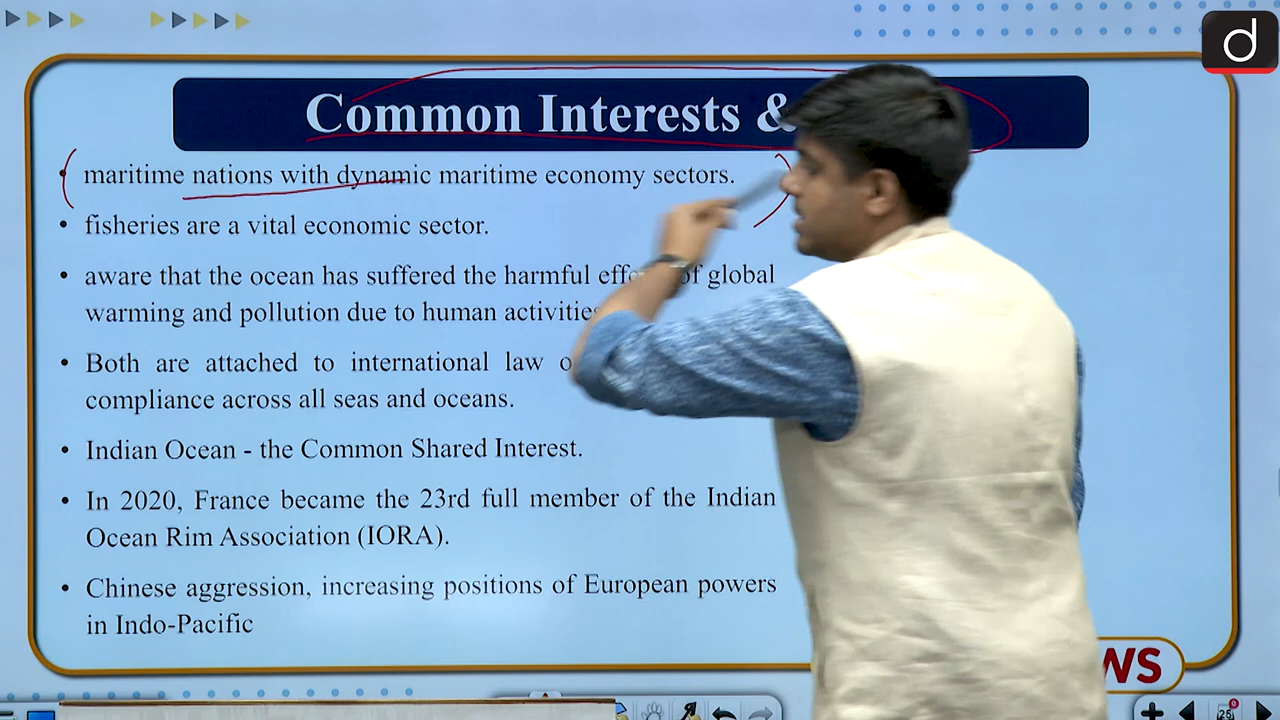 d
Common Interests &
• maritime nations with dynamic maritime economy sectors.
• fisheries are a vital economic sector.
• aware that the ocean has suffered the harmful of global
warming and pollution due to human
• Both are attached to international law
compliance across all seas and oceans.
• Indian Ocean - the Common Shared Interest.
• In 2020, France became the 23rd full member of the Indian
Ocean Rim Association (IORA).
• Chinese aggression, increasing positions of European powers
in Indo-Pacific
WS
25